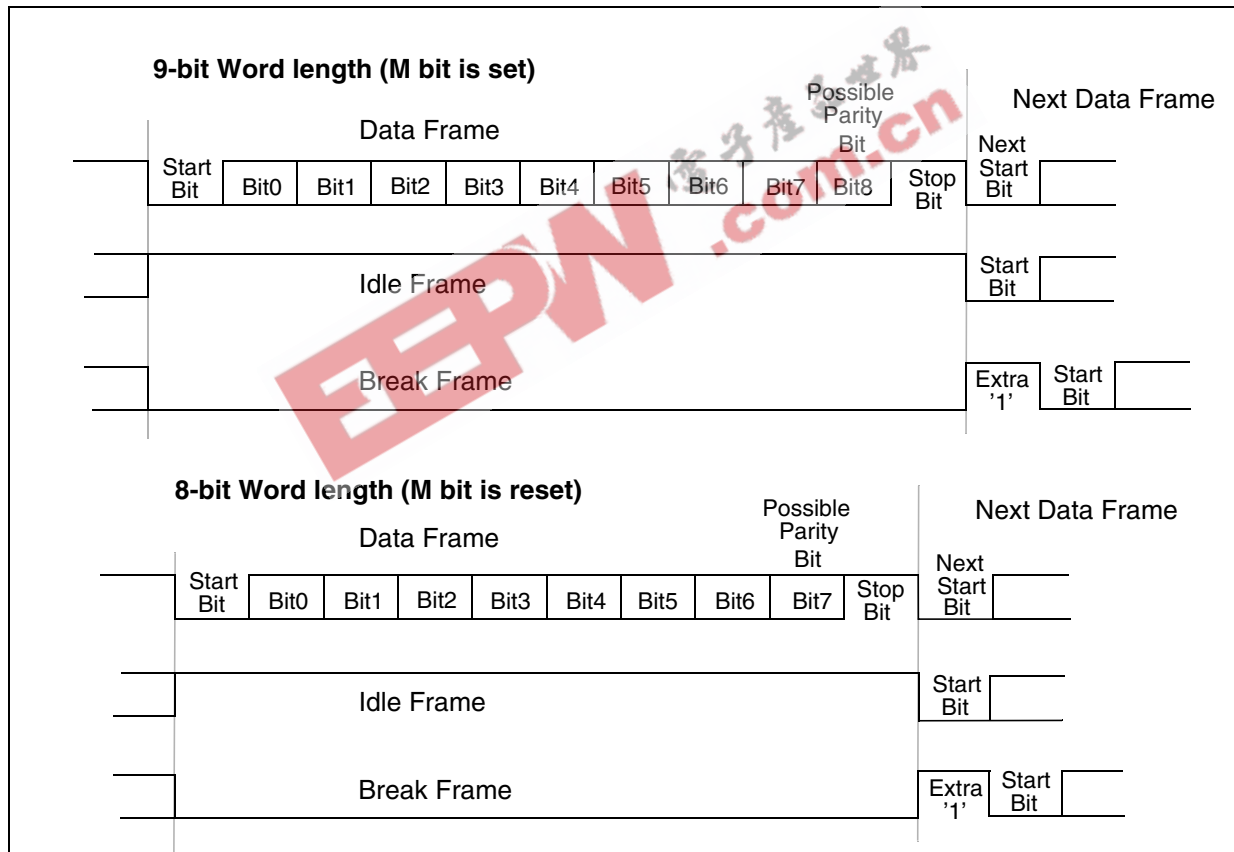 9-bit Word length (M bit is set)
Possible
Parity
Bit
Next Data Frame
Data Frame
Start
Bit
Bit0
Bit1
Bit2
Bit3
Bit4
Bit5
Bit6
Bit7
Bit8
Stop
Bit
Next
Start
Bit
Idle Frame
Start
Bit
Break Frame
Extra
'1'
Start
Bit
EEPW
.com.cn
電子產品世界
8-bit Word length (M bit is reset)
Possible
Parity
Bit
Next Data Frame
Data Frame
Start
Bit
Bit0
Bit1
Bit2
Bit3
Bit4
Bit5
Bit6
Bit7
Stop
Bit
Next
Start
Bit
Idle Frame
Start
Bit
Break Frame
Extra
'1'
Start
Bit